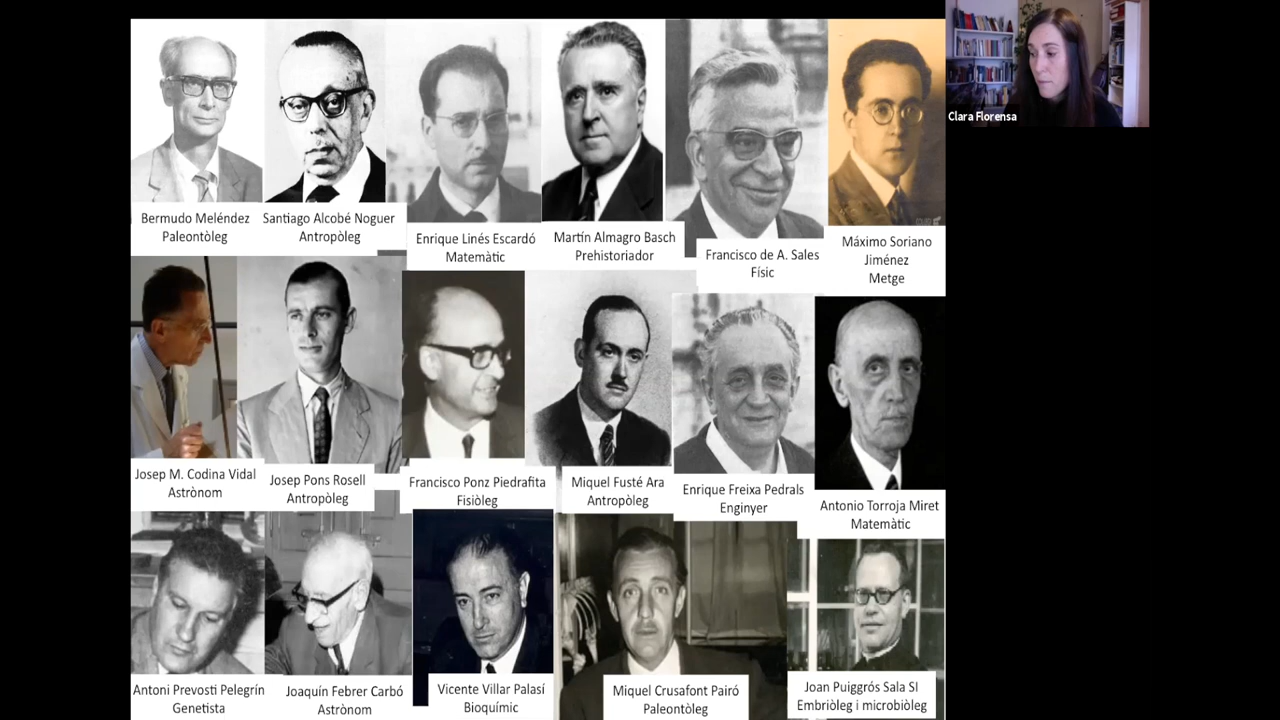 Clara Florensa
Bermudo Meléndez
Paleontòleg
Santiago Alcobé Noguer
Antropòleg
Enrique Linés Escardó
Matemàtic
Martín Almagro Basch
Prehistoriador
Francisco de A. Sales
Físic
Máximo Soriano
Jiménez
Metge
Josep M. Codina Vidal
Astrònom
Josep Pons Rosell
Antropòleg
Francisco Ponz Piedrafita
Fisiòleg
Miquel Fusté Ara
Antropòleg
Enrique Freixa Pedrals
Enginyer
Antonio Torroja Miret
Matemàtic
Antoni Prevosti Pelegrín
Genetista
Joaquín Febrer Carbó
Astrònom
Vicente Villar Palasí
Bioquímic
Miquel Crusafont Pairó
Paleontòleg
Joan Puiggrós Sala SI
Embriòleg i microbiòleg